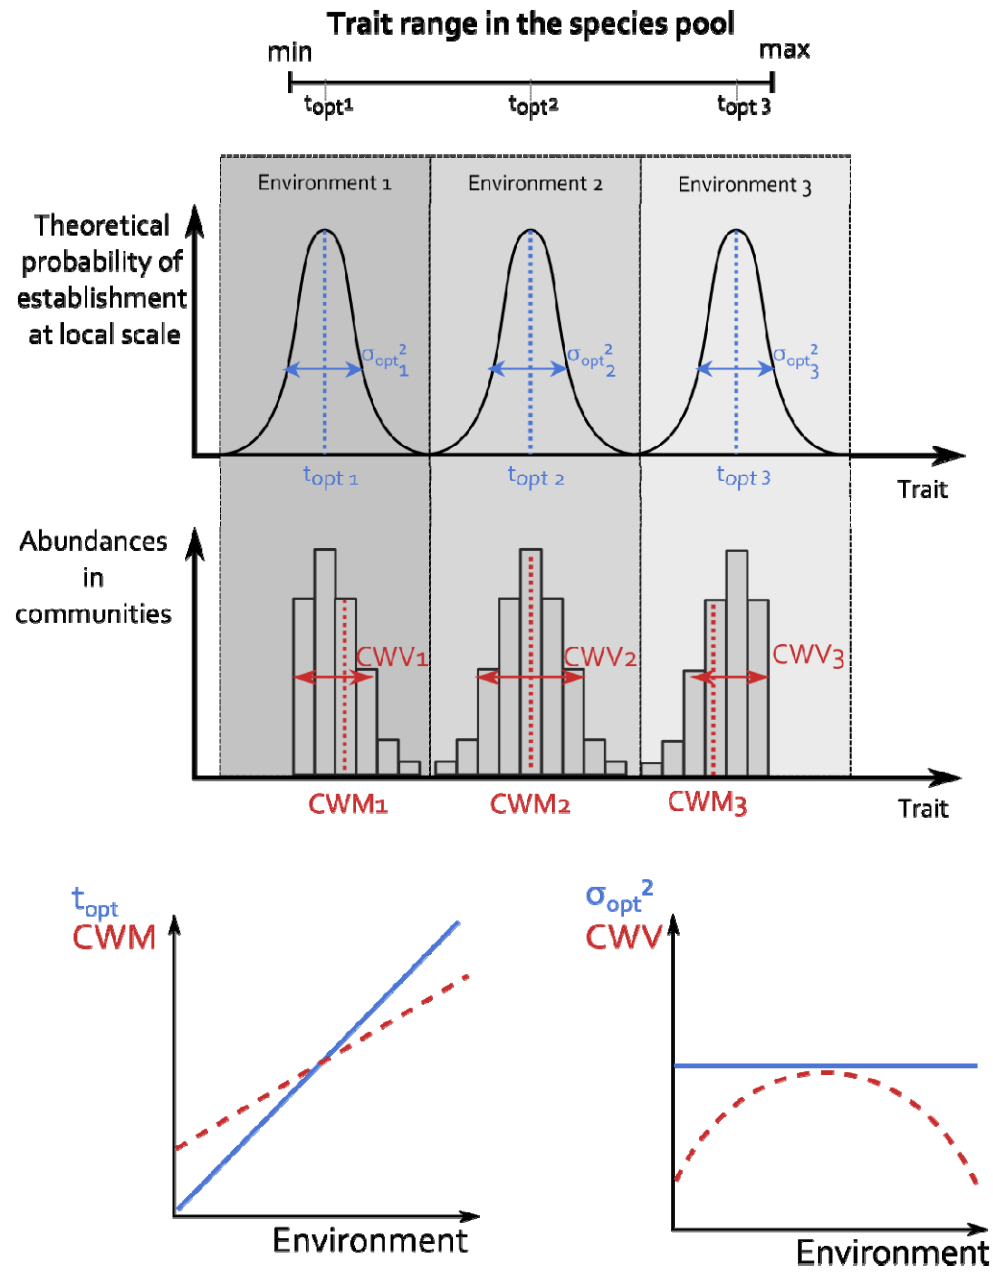 Trait range in the species pool
min
max
topt1
topt2
topt 3
Environment 1
Environment 2
Environment 3
Theoretical
probability of
establishment
at local scale
σopt²1
σopt²2
σopt²3
topt 1
topt 2
topt 3
Trait
Abundances
in
communities
CWV1
CWV2
CWV3
CWM1
CWM2
CWM3
Trait
topt
CWM
Environment
σopt²
CWV
Environment